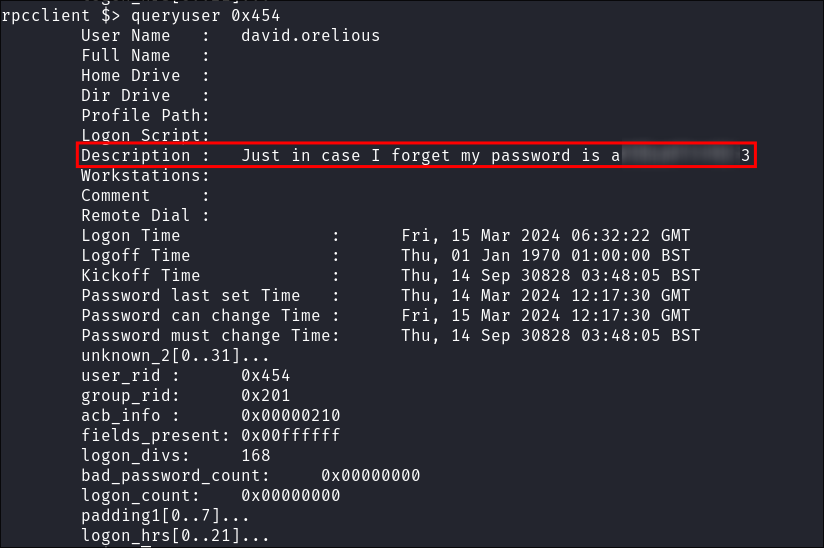 rpcclient $> queryuser 0x454
User Name   :   david.orelious
Full Name   :
Home Drive  :
Dir Drive   :
Profile Path:
Logon Script:
Description :   Just in case I forget my password is a 3
Workstations:
Comment     :
Remote Dial :
Logon Time               :      Fri, 15 Mar 2024 06:32:22 GMT
Logoff Time              :      Thu, 01 Jan 1970 01:00:00 BST
Kickoff Time             :      Thu, 14 Sep 30828 03:48:05 BST
Password last set Time   :      Thu, 14 Mar 2024 12:17:30 GMT
Password can change Time :      Fri, 15 Mar 2024 12:17:30 GMT
Password must change Time:      Thu, 14 Sep 30828 03:48:05 BST
unknown_2[0..31]...
user_rid :      0x454
group_rid:      0x201
acb_info :      0x00000210
fields_present: 0x00ffffff
logon_divs:     168
bad_password_count:     0x00000000
logon_count:    0x00000000
padding1[0..7]...
logon_hrs[0..21]...